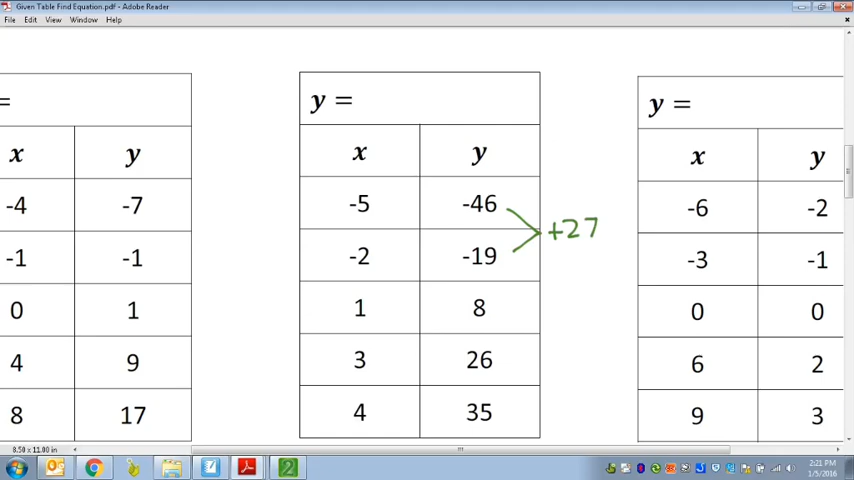 Given Table Find Equation.pdf - Adobe Reader
File Edit View Window Help
=
x y
-4 -7
-1 -1
0 1
4 9
8 17
y =
x y
-5 -46
-2 -19
+27
1 8
3 26
4 35
y =
x y
-6 -2
-3 -1
0 0
6 2
9 3
8.50 x 11.00 in
2:21 PM
1/5/2016